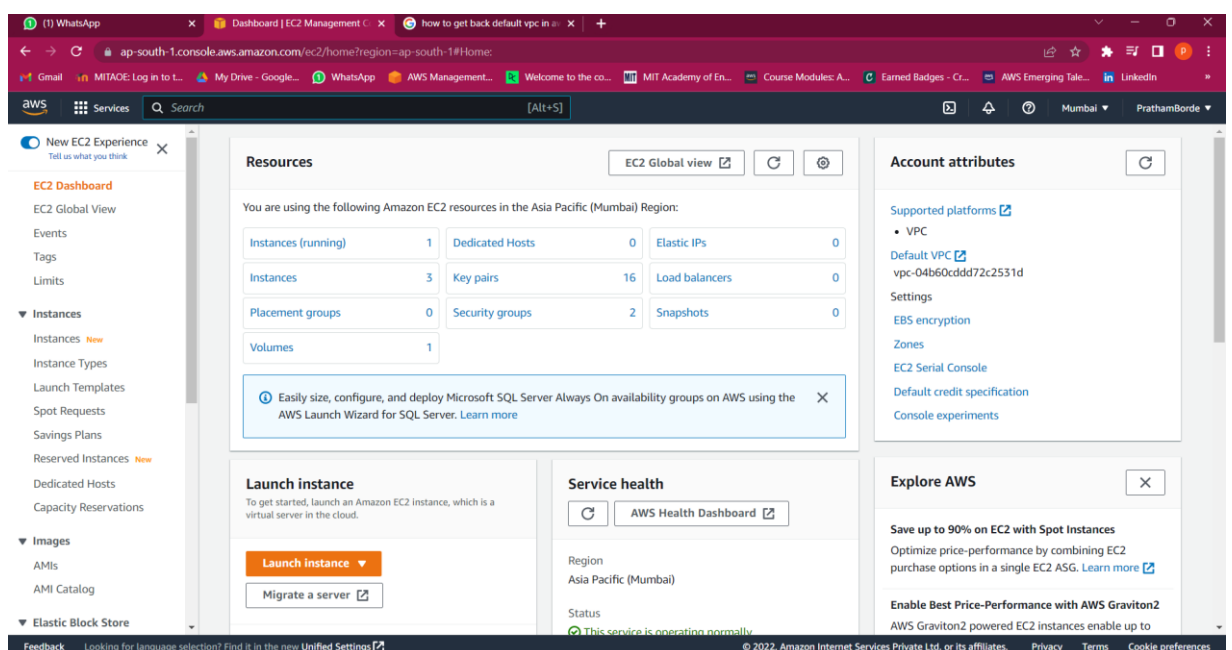 (1) WhatsApp
Dashboard | EC2 Management C
how to get back default vpc in av
ap-south-1.console.aws.amazon.com/ec2/home?region=ap-south-1#Home:
Gmail
MITAOE: Log in to t...
My Drive - Google...
WhatsApp
AWS Management...
Welcome to the co...
MIT Academy of En...
Course Modules: A...
Earned Badges - Cr...
AWS Emerging Tale...
LinkedIn
aws
Services
Search
[Alt+S]
Mumbai
PrathamBorde
New EC2 Experience
Tell us what you think
EC2 Dashboard
EC2 Global View
Events
Tags
Limits
Instances
Instances New
Instance Types
Launch Templates
Spot Requests
Savings Plans
Reserved Instances New
Dedicated Hosts
Capacity Reservations
Images
AMIs
AMI Catalog
Elastic Block Store
Resources
EC2 Global view
You are using the following Amazon EC2 resources in the Asia Pacific (Mumbai) Region:
Instances (running) 1
Dedicated Hosts 0
Elastic IPs 0
Instances 3
Key pairs 16
Load balancers 0
Placement groups 0
Security groups 2
Snapshots 0
Volumes 1
Easily size, configure, and deploy Microsoft SQL Server Always On availability groups on AWS using the
AWS Launch Wizard for SQL Server. Learn more
Launch instance
To get started, launch an Amazon EC2 instance, which is a
virtual server in the cloud.
Launch instance
Migrate a server
Service health
AWS Health Dashboard
Region
Asia Pacific (Mumbai)
Status
This service is operating normally
Account attributes
Supported platforms
• VPC
Default VPC
vpc-04b60cddd72c2531d
Settings
EBS encryption
Zones
EC2 Serial Console
Default credit specification
Console experiments
Explore AWS
Save up to 90% on EC2 with Spot Instances
Optimize price-performance by combining EC2
purchase options in a single EC2 ASG. Learn more
Enable Best Price-Performance with AWS Graviton2
AWS Graviton2 powered EC2 instances enable up to
Feedback
Looking for language selection? Find it in the new Unified Settings
© 2022, Amazon Internet Services Private Ltd. or its affiliates.
Privacy
Terms
Cookie preferences